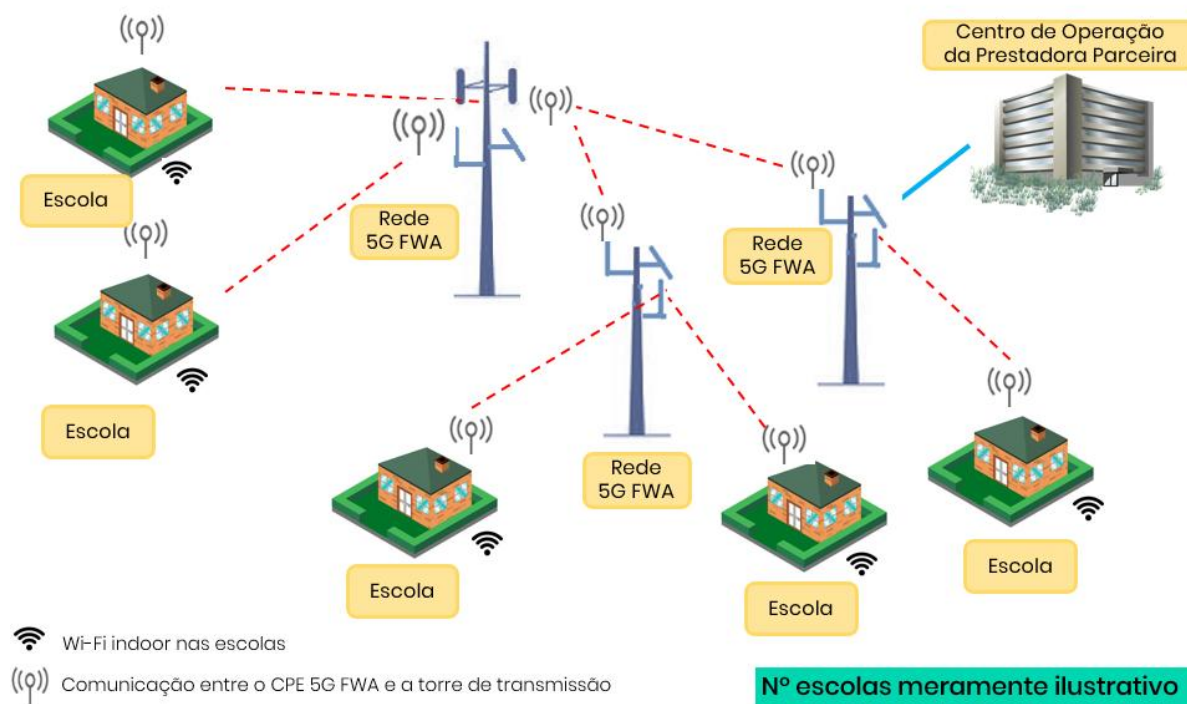 Centro de Operação
da Prestadora Parceira
Escola
Rede
5G FWA
Rede
5G FWA
Escola
Rede
5G FWA
Escola
Escola
Escola
Wi-Fi indoor nas escolas
Comunicação entre o CPE 5G FWA e a torre de transmissão
Nº escolas meramente ilustrativo